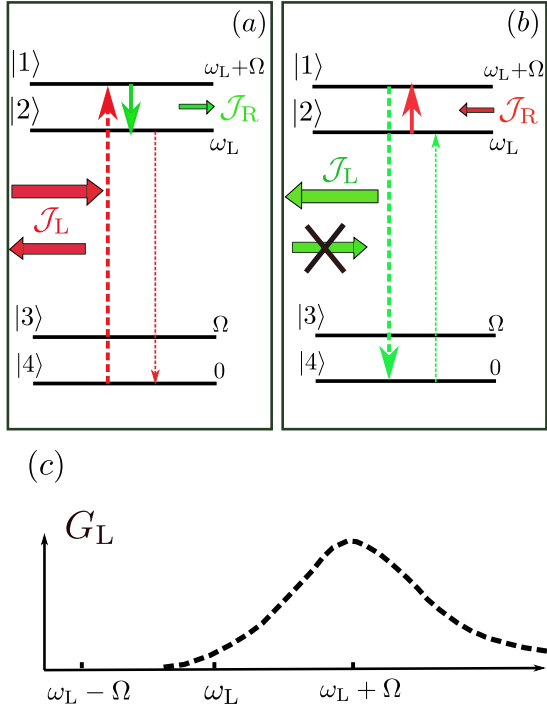 (a)
|1⟩
ω_L+Ω
|2⟩
𝒥_R
ω_L
𝒥_L
|3⟩
Ω
|4⟩
0
(b)
|1⟩
ω_L+Ω
|2⟩
𝒥_R
ω_L
𝒥_L
|3⟩
Ω
|4⟩
0
(c)
G_L
ω_L − Ω
ω_L
ω_L + Ω